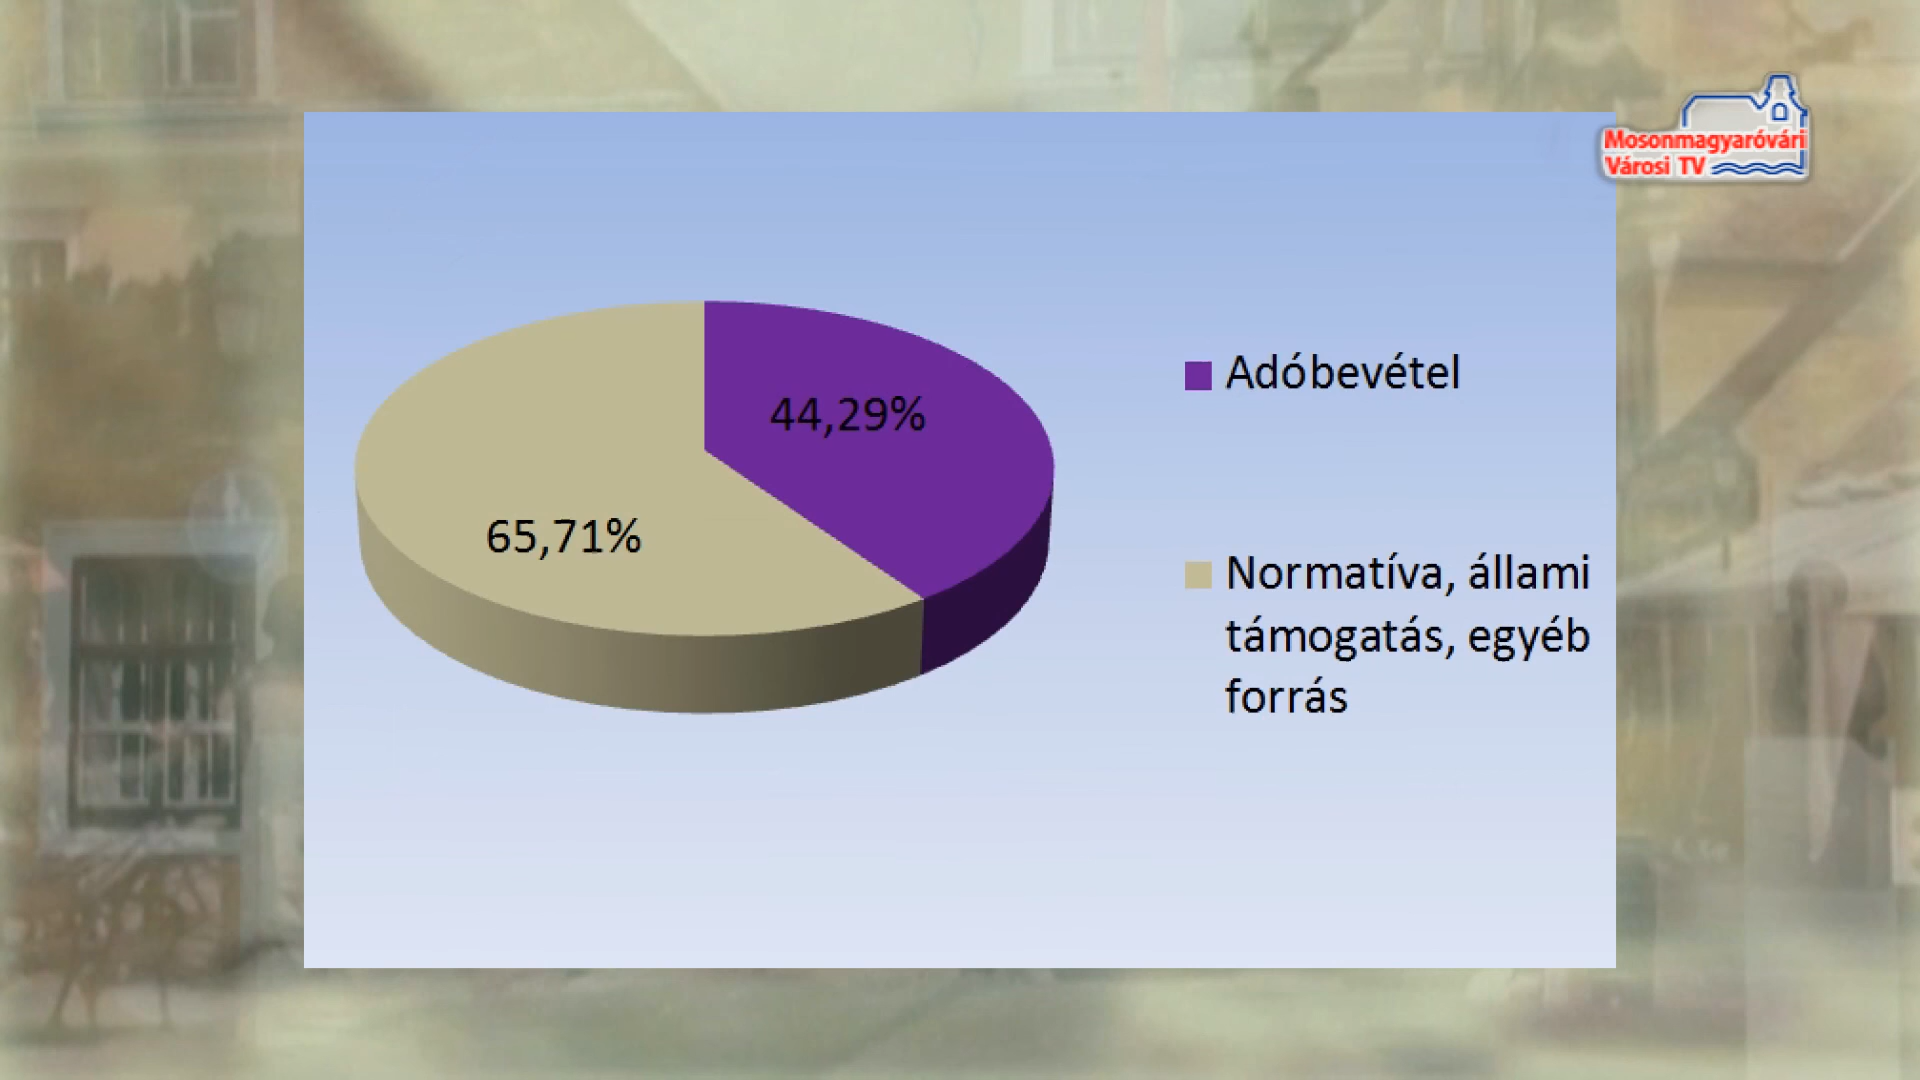 Mosonmagyaróvári
Városi TV
Adóbevétel
44,29%
65,71%
Normatíva, állami
támogatás, egyéb
forrás